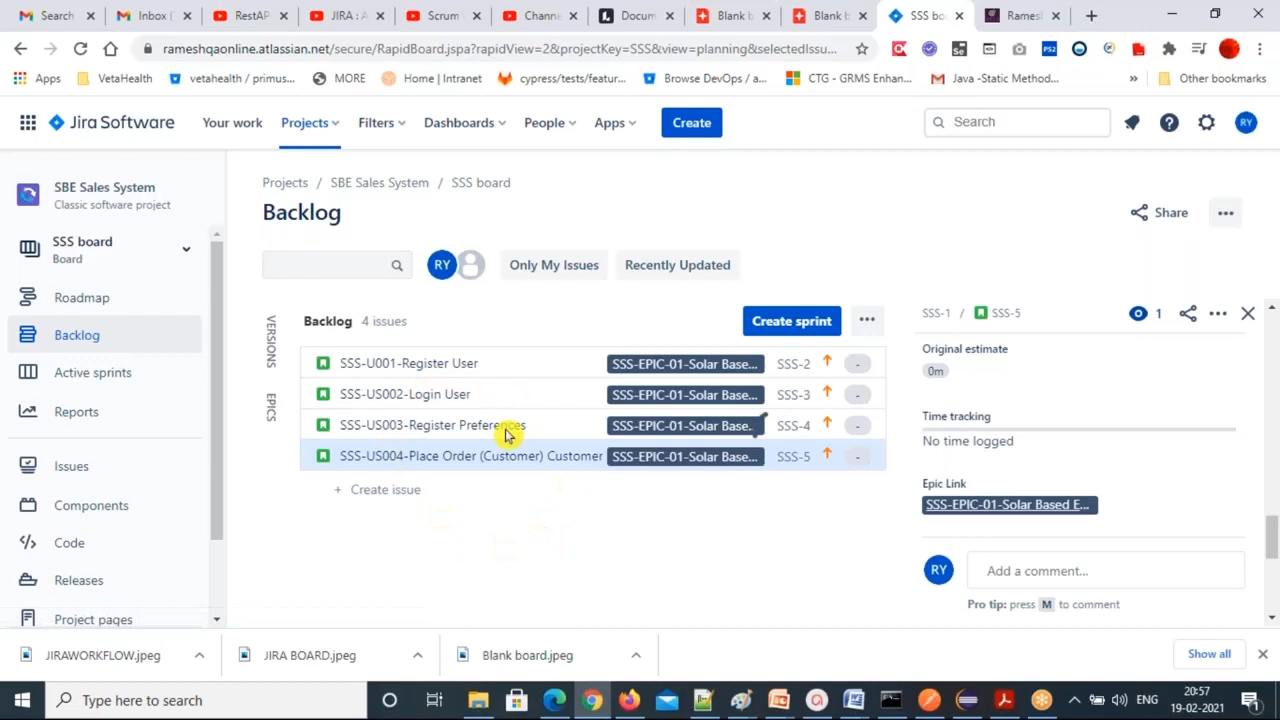 Search
Inbox (
RestAP
JIRA : A
Scrum
Channe
Docum
Blank b
Blank b
SSS bo
Rames
rameshqaonline.atlassian.net/secure/RapidBoard.jspa?rapidView=2&projectKey=SSS&view=planning&selectedIssu...
Apps
VetaHealth
vetahealth / primus...
MORE
Home | Intranet
cypress/tests/featur...
Browse DevOps / a...
CTG - GRMS Enhan...
Java -Static Method...
»
Other bookmarks
Jira Software
Your work
Projects
Filters
Dashboards
People
Apps
Create
Search
RY
SBE Sales System
Classic software project
SSS board
Board
Roadmap
Backlog
Active sprints
Reports
Issues
Components
Code
Releases
Project pages
Projects / SBE Sales System / SSS board
Backlog
Share
RY
Only My Issues
Recently Updated
VERSIONS
EPICS
Backlog 4 issues
Create sprint
SSS-U001-Register User SSS-EPIC-01-Solar Base... SSS-2 -
SSS-US002-Login User SSS-EPIC-01-Solar Base... SSS-3 -
SSS-US003-Register Preferences SSS-EPIC-01-Solar Base.. SSS-4 -
SSS-US004-Place Order (Customer) Customer SSS-EPIC-01-Solar Base... SSS-5 -
+ Create issue
SSS-1 / SSS-5
1
Original estimate
0m
Time tracking
No time logged
Epic Link
SSS-EPIC-01-Solar Based E...
RY
Add a comment...
Pro tip: press M to comment
JIRAWORKFLOW.jpeg
JIRA BOARD.jpeg
Blank board.jpeg
Show all
Type here to search
ENG
20:57
19-02-2021